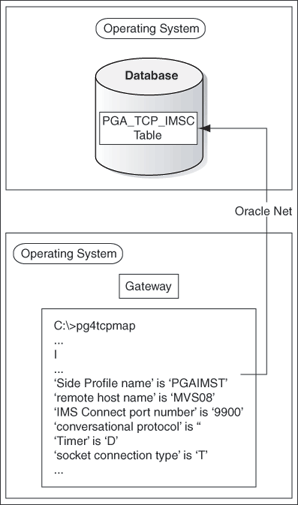 Operating System
Database
PGA_TCP_IMSC
Table
Oracle Net
Operating System
Gateway
C:\>pg4tcpmap
...
I
...
‘Side Profile name’ is ‘PGAIMST’
‘remote host name’ is ‘MVS08’
‘IMS Connect port number’ is ‘9900’
‘conversational protocol’ is “
‘Timer’ is ‘D’
‘socket connection type’ is ‘T’
...